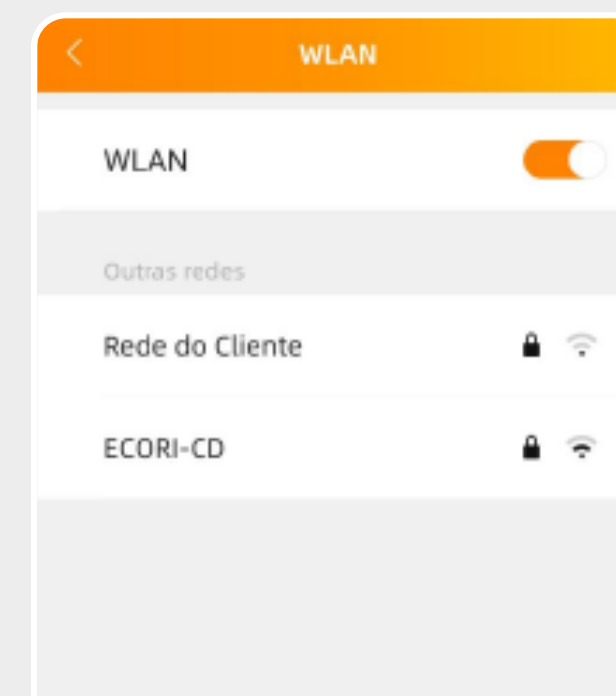 WLAN
WLAN
Outras redes
Rede do Cliente
ECORI-CD